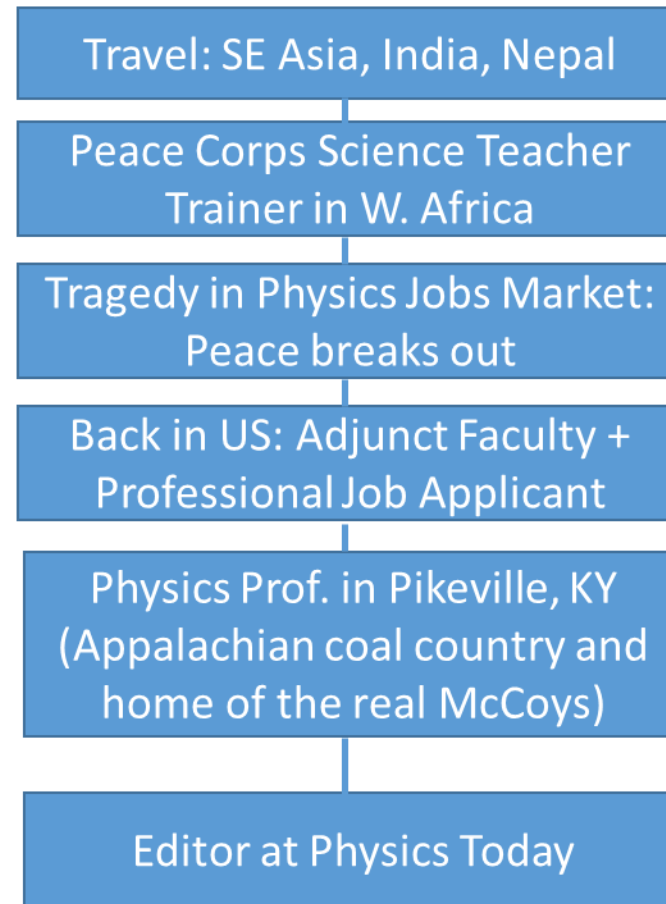 Travel: SE Asia, India, Nepal
Peace Corps Science Teacher
Trainer in W. Africa
Tragedy in Physics Jobs Market:
Peace breaks out
Back in US: Adjunct Faculty +
Professional Job Applicant
Physics Prof. in Pikeville, KY
(Appalachian coal country and
home of the real McCoys)
Editor at Physics Today